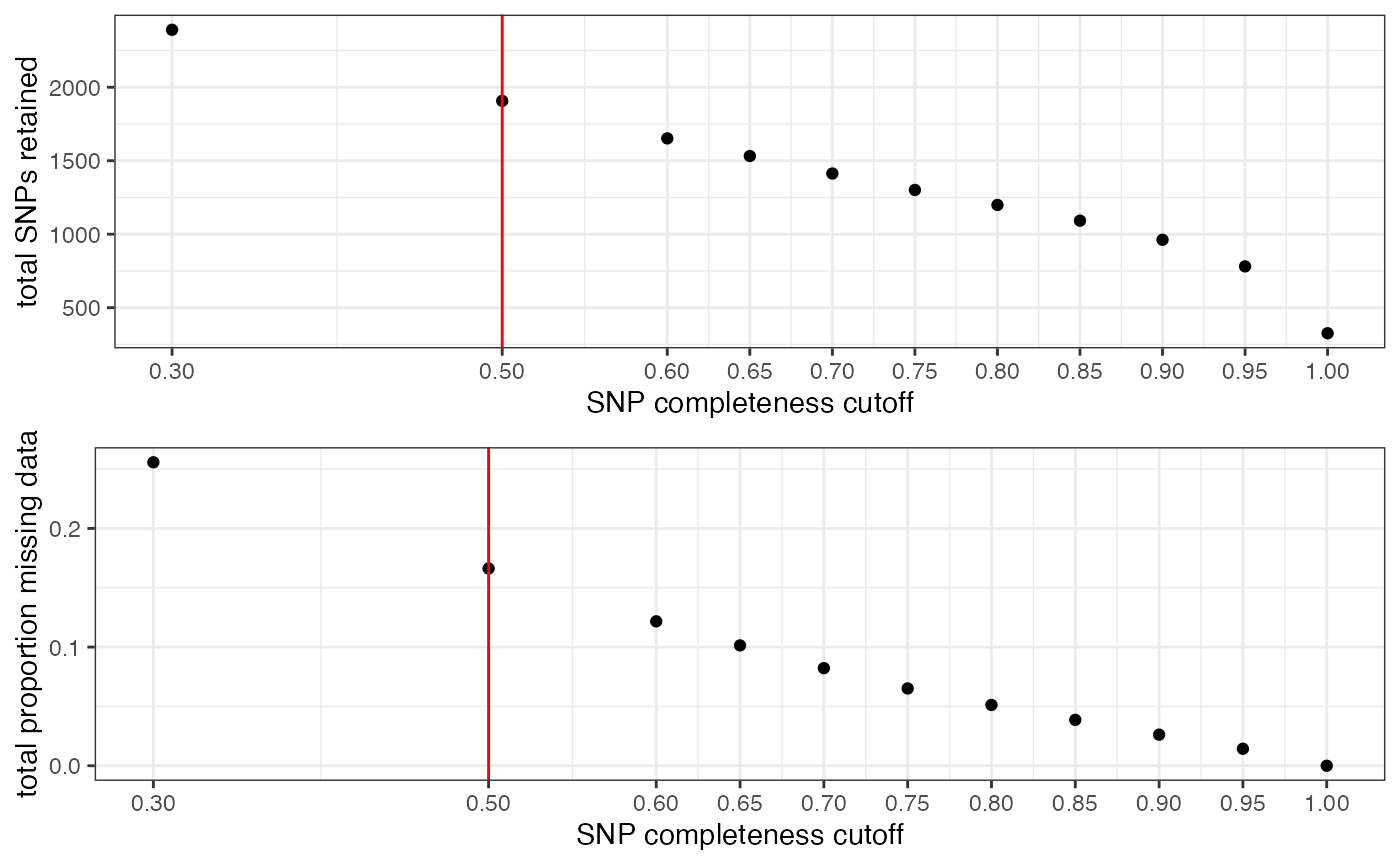 total SNPs retained
2000
1500
1000
500
0.30 0.50 0.60 0.65 0.70 0.75 0.80 0.85 0.90 0.95 1.00
SNP completeness cutoff
total proportion missing data
0.2
0.1
0.0
0.30 0.50 0.60 0.65 0.70 0.75 0.80 0.85 0.90 0.95 1.00
SNP completeness cutoff